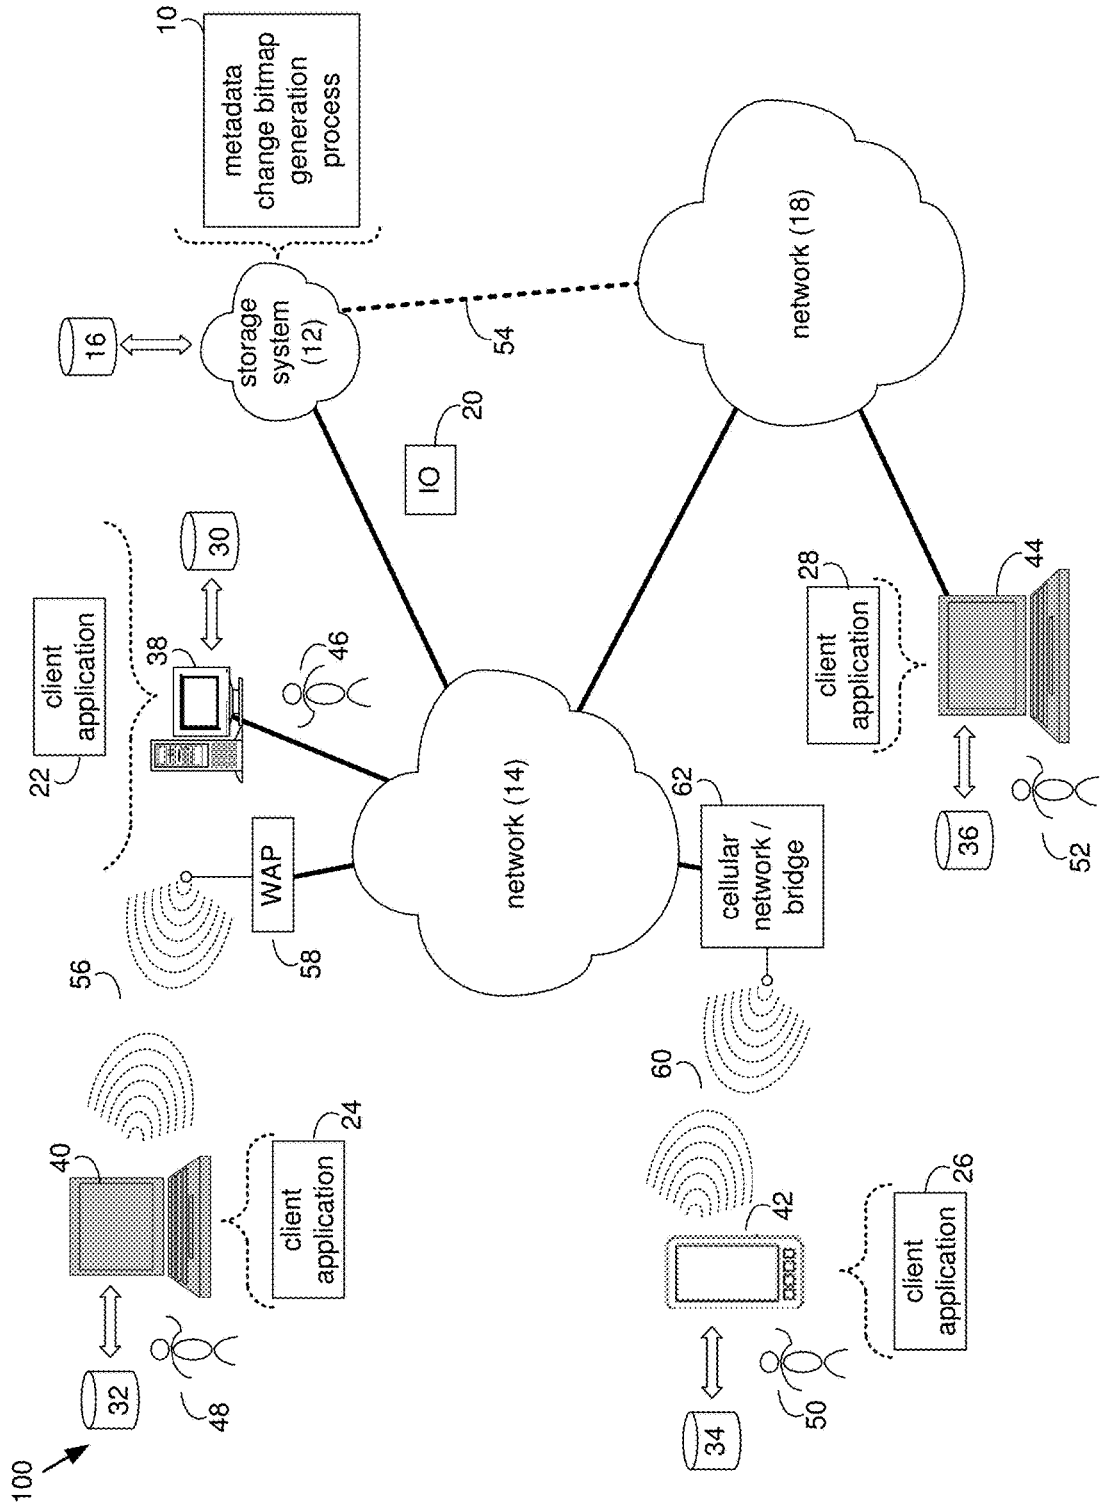 100
32
40
48
24
client
application
56
58
WAP
22
client
application
38
30
46
16
storage
system
(12)
10
metadata
change bitmap
generation
process
IO
20
54
network (14)
network (18)
62
cellular
network /
bridge
60
34
42
50
26
client
application
28
client
application
44
36
52